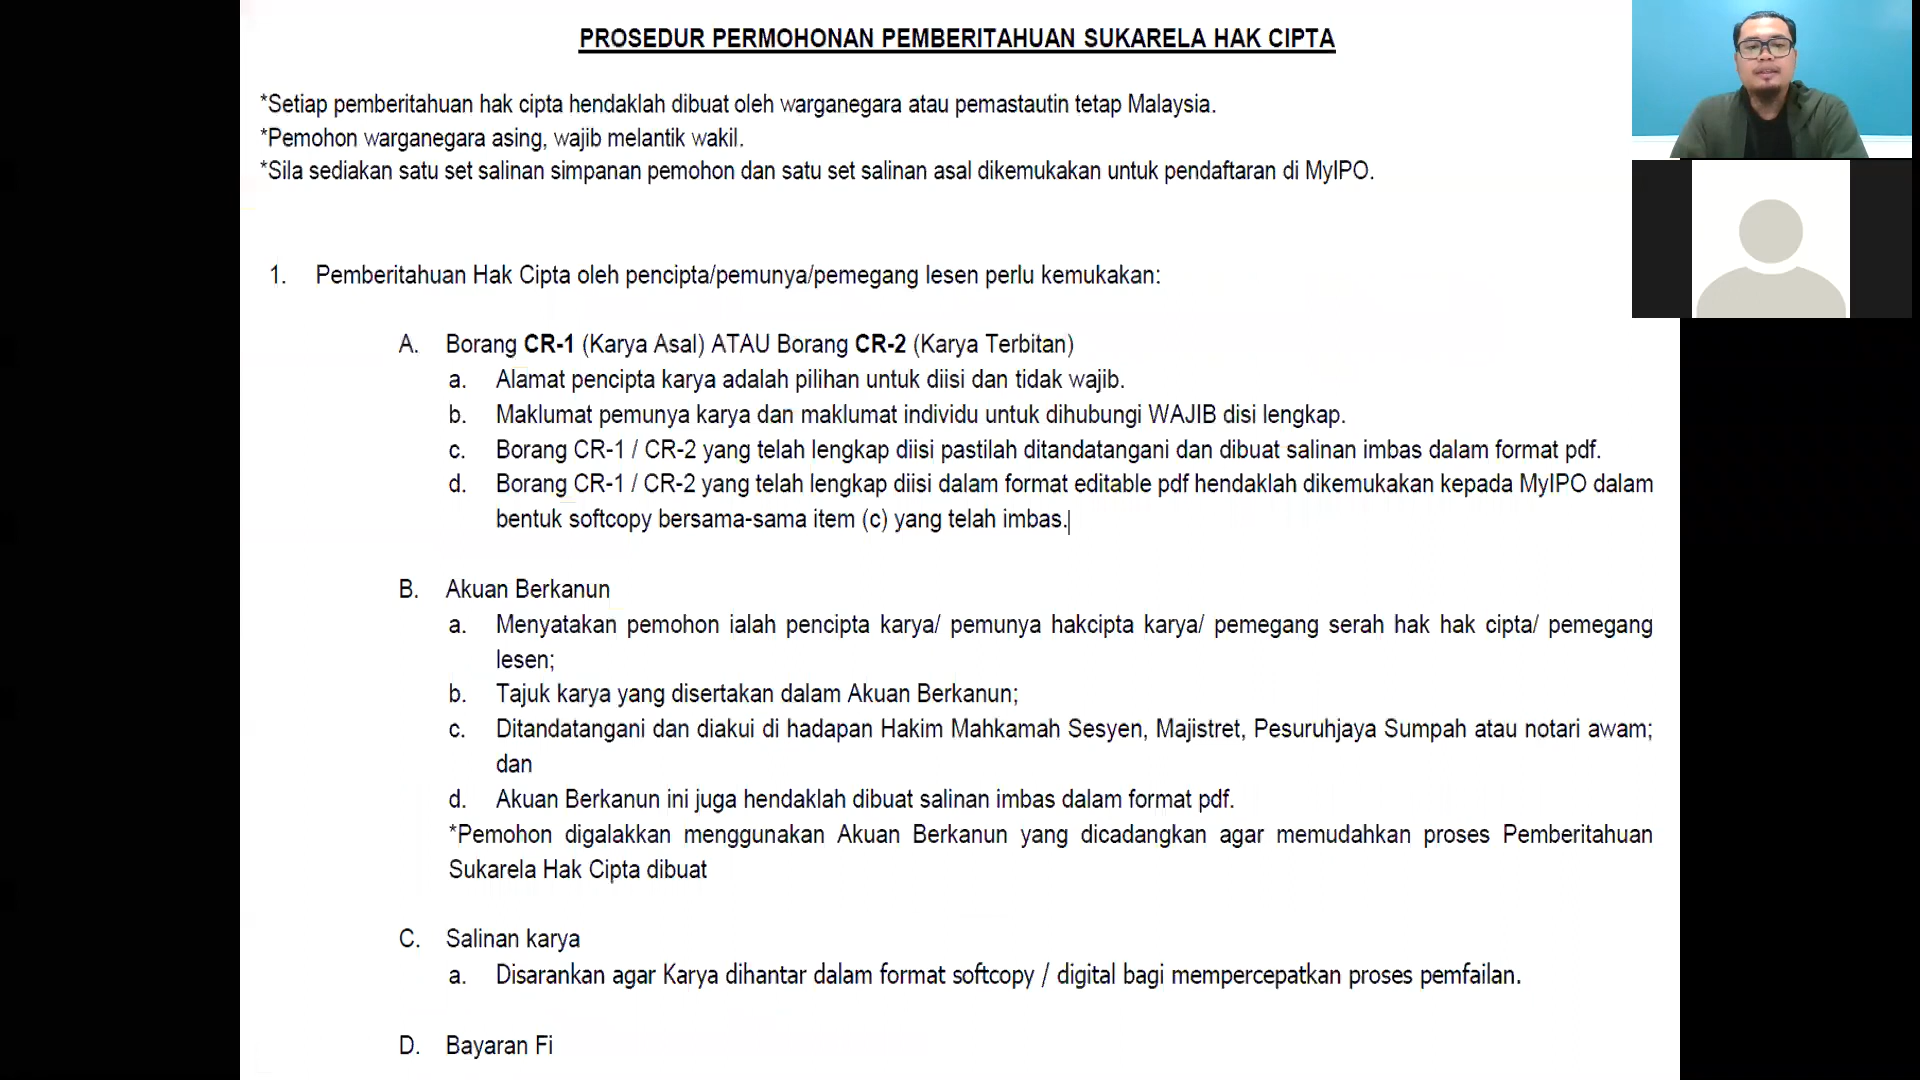 PROSEDUR PERMOHONAN PEMBERITAHUAN SUKARELA HAK CIPTA
*Setiap pemberitahuan hak cipta hendaklah dibuat oleh warganegara atau pemastautin tetap Malaysia.
*Pemohon warganegara asing, wajib melantik wakil.
*Sila sediakan satu set salinan simpanan pemohon dan satu set salinan asal dikemukakan untuk pendaftaran di MyIPO.
1. Pemberitahuan Hak Cipta oleh pencipta/pemunya/pemegang lesen perlu kemukakan:
A. Borang CR-1 (Karya Asal) ATAU Borang CR-2 (Karya Terbitan)
a. Alamat pencipta karya adalah pilihan untuk diisi dan tidak wajib.
b. Maklumat pemunya karya dan maklumat individu untuk dihubungi WAJIB disi lengkap.
c. Borang CR-1 / CR-2 yang telah lengkap diisi pastilah ditandatangani dan dibuat salinan imbas dalam format pdf.
d. Borang CR-1 / CR-2 yang telah lengkap diisi dalam format editable pdf hendaklah dikemukakan kepada MyIPO dalam
bentuk softcopy bersama-sama item (c) yang telah imbas.
B. Akuan Berkanun
a. Menyatakan pemohon ialah pencipta karya/ pemunya hakcipta karya/ pemegang serah hak hak cipta/ pemegang
lesen;
b. Tajuk karya yang disertakan dalam Akuan Berkanun;
c. Ditandatangani dan diakui di hadapan Hakim Mahkamah Sesyen, Majistret, Pesuruhjaya Sumpah atau notari awam;
dan
d. Akuan Berkanun ini juga hendaklah dibuat salinan imbas dalam format pdf.
*Pemohon digalakkan menggunakan Akuan Berkanun yang dicadangkan agar memudahkan proses Pemberitahuan
Sukarela Hak Cipta dibuat
C. Salinan karya
a. Disarankan agar Karya dihantar dalam format softcopy / digital bagi mempercepatkan proses pemfailan.
D. Bayaran Fi